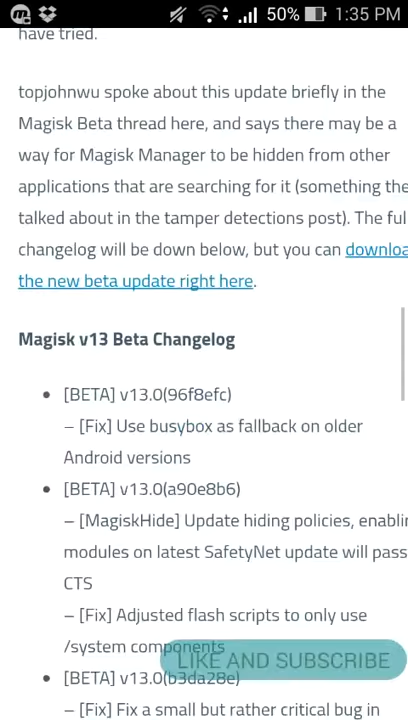 50% 1:35 PM
have tried.
topjohnwu spoke about this update briefly in the
Magisk Beta thread here, and says there may be a
way for Magisk Manager to be hidden from other
applications that are searching for it (something the
talked about in the tamper detections post). The ful
changelog will be down below, but you can downloa
the new beta update right here.
Magisk v13 Beta Changelog
• [BETA] v13.0(96f8efc)
– [Fix] Use busybox as fallback on older
Android versions
• [BETA] v13.0(a90e8b6)
– [MagiskHide] Update hiding policies, enablin
modules on latest SafetyNet update will pass
CTS
– [Fix] Adjusted flash scripts to only use
/system components
LIKE AND SUBSCRIBE
• [BETA] v13.0(b3da28e)
– [Fix] Fix a small but rather critical bug in